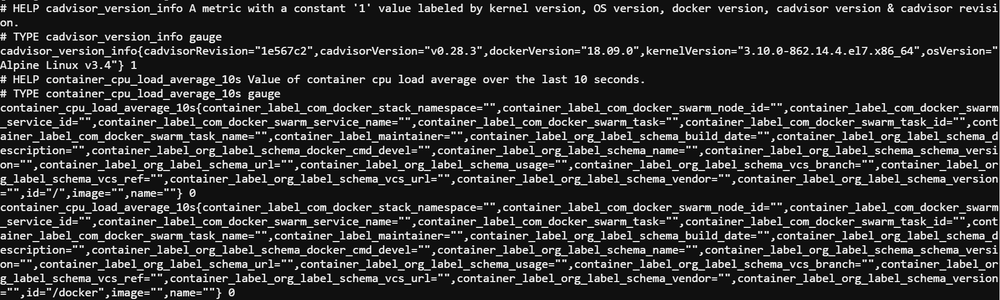 # HELP cadvisor_version_info A metric with a constant '1' value labeled by kernel version, OS version, docker version, cadvisor version & cadvisor revisi
on.
# TYPE cadvisor_version_info gauge
cadvisor_version_info{cadvisorRevision="1e567c2",cadvisorVersion="v0.28.3",dockerVersion="18.09.0",kernelVersion="3.10.0-862.14.4.el7.x86_64",osVersion="
Alpine Linux v3.4"} 1
# HELP container_cpu_load_average_10s Value of container cpu load average over the last 10 seconds.
# TYPE container_cpu_load_average_10s gauge
container_cpu_load_average_10s{container_label_com_docker_stack_namespace="",container_label_com_docker_swarm_node_id="",container_label_com_docker_swarm
_service_id="",container_label_com_docker_swarm_service_name="",container_label_com_docker_swarm_task="",container_label_com_docker_swarm_task_id="",cont
ainer_label_com_docker_swarm_task_name="",container_label_maintainer="",container_label_org_label_schema_build_date="",container_label_org_label_schema_d
escription="",container_label_org_label_schema_docker_cmd_devel="",container_label_org_label_schema_name="",container_label_org_label_schema_schema_versi
on="",container_label_org_label_schema_url="",container_label_org_label_schema_usage="",container_label_org_label_schema_vcs_branch="",container_label_or
g_label_schema_vcs_ref="",container_label_org_label_schema_vcs_url="",container_label_org_label_schema_vendor="",container_label_org_label_schema_version
="",id="/",image="",name=""} 0
container_cpu_load_average_10s{container_label_com_docker_stack_namespace="",container_label_com_docker_swarm_node_id="",container_label_com_docker_swarm
_service_id="",container_label_com_docker_swarm_service_name="",container_label_com_docker_swarm_task="",container_label_com_docker_swarm_task_id="",cont
ainer_label_com_docker_swarm_task_name="",container_label_maintainer="",container_label_org_label_schema_build_date="",container_label_org_label_schema_d
escription="",container_label_org_label_schema_docker_cmd_devel="",container_label_org_label_schema_name="",container_label_org_label_schema_schema_versi
on="",container_label_org_label_schema_url="",container_label_org_label_schema_usage="",container_label_org_label_schema_vcs_branch="",container_label_or
g_label_schema_vcs_ref="",container_label_org_label_schema_vcs_url="",container_label_org_label_schema_vendor="",container_label_org_label_schema_version
="",id="/docker",image="",name=""} 0